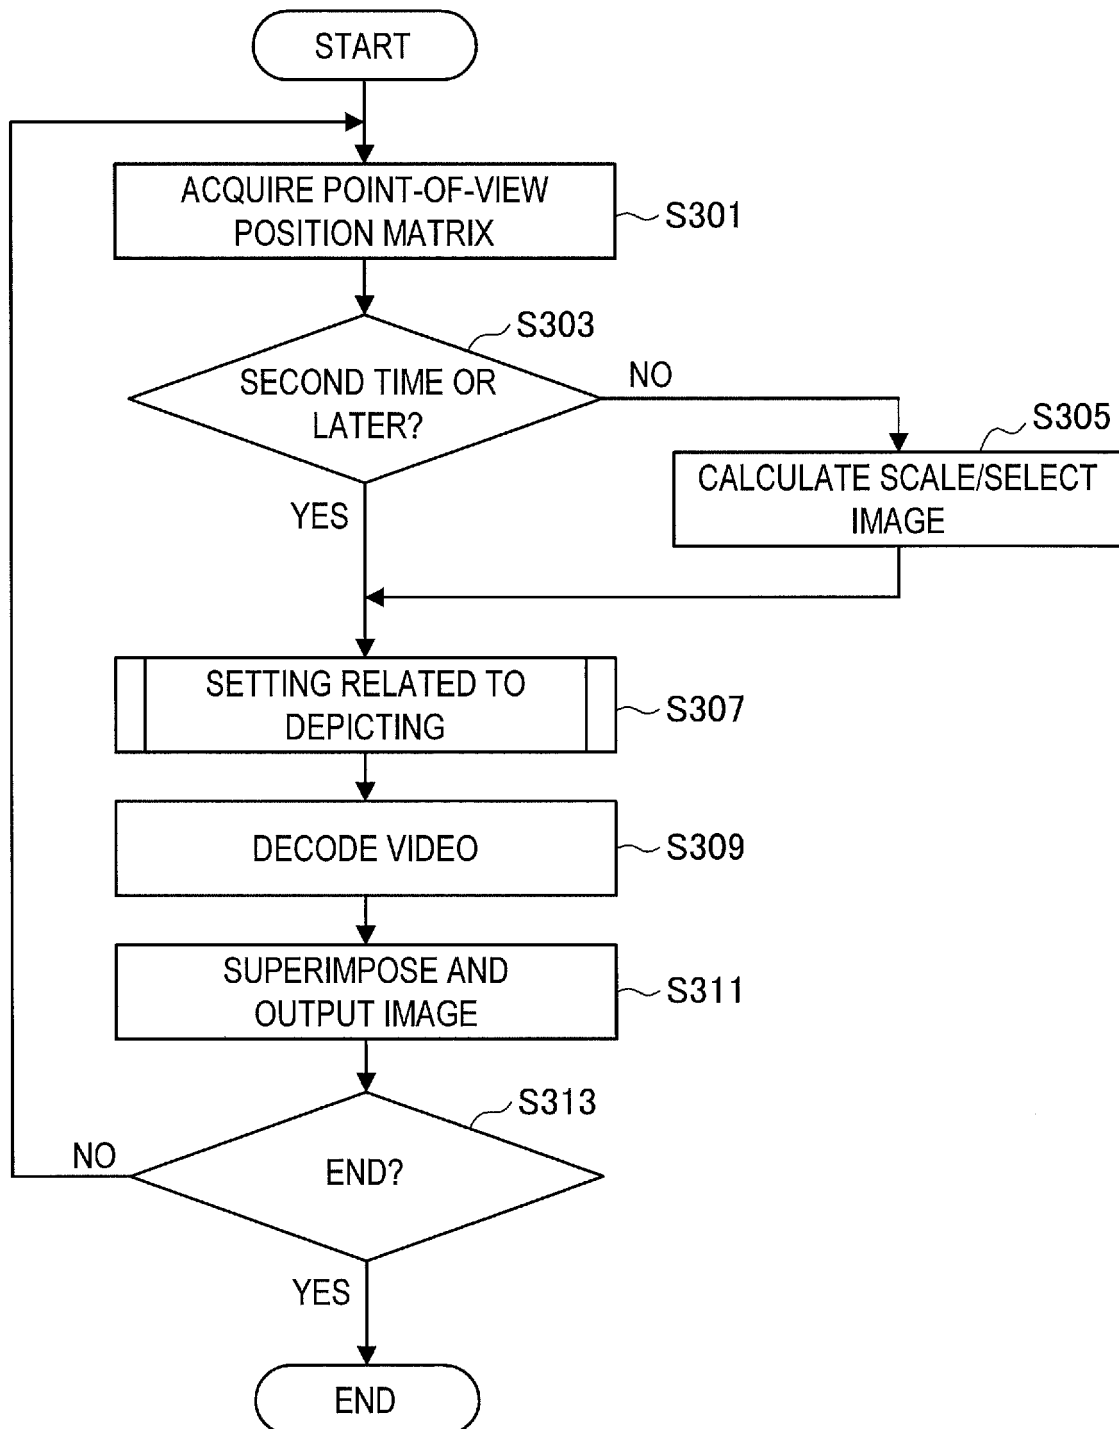 START
ACQUIRE POINT-OF-VIEW
POSITION MATRIX
S301
S303
SECOND TIME OR
LATER?
NO
YES
S305
CALCULATE SCALE/SELECT
IMAGE
SETTING RELATED TO
DEPICTING
S307
DECODE VIDEO
S309
SUPERIMPOSE AND
OUTPUT IMAGE
S311
S313
END?
NO
YES
END